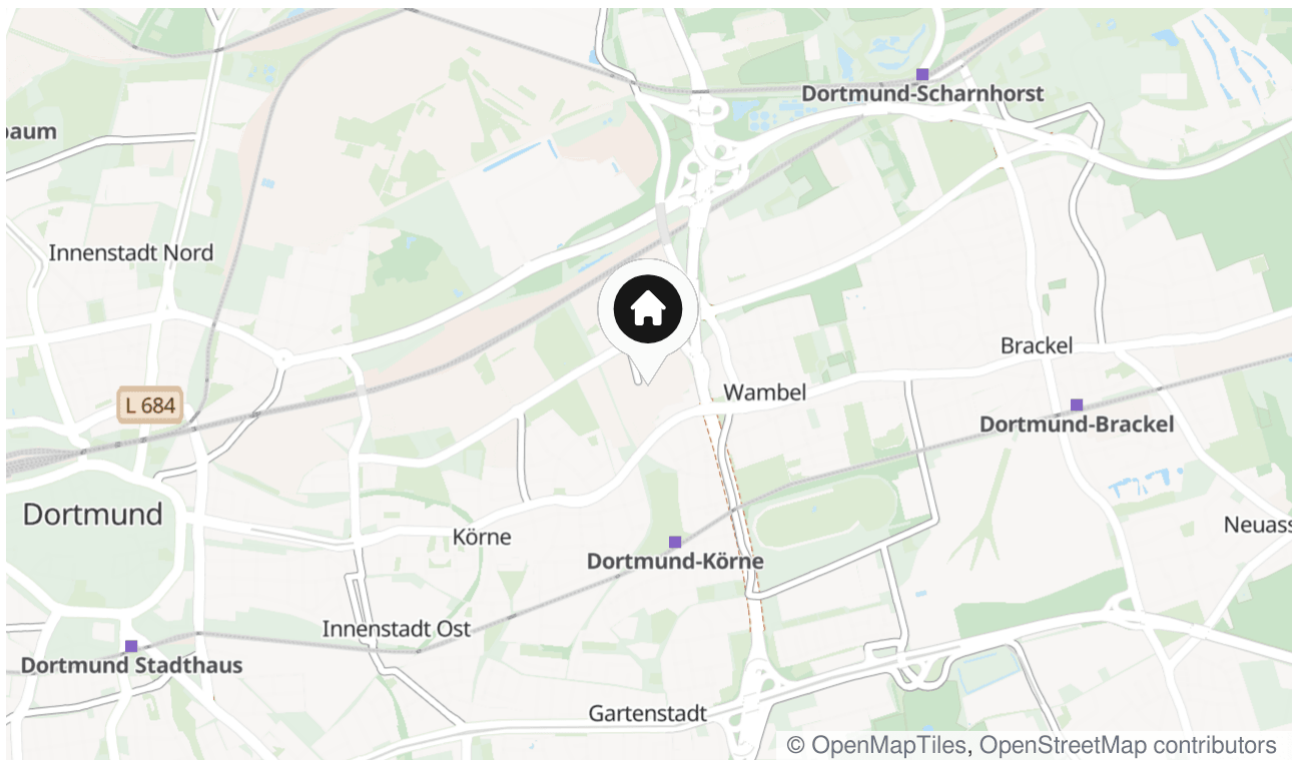 Dortmund-Scharnhorst
baum
Innenstadt Nord
Brackel
Wambel
L 684
Dortmund-Brackel
Dortmund
Neuass
Körne
Dortmund-Körne
Innenstadt Ost
Dortmund Stadthaus
Gartenstadt
© OpenMapTiles, OpenStreetMap contributors